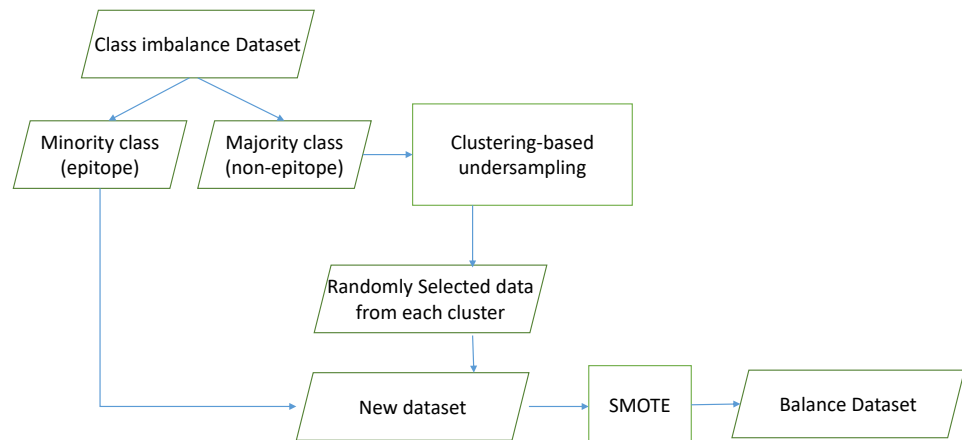 Class imbalance Dataset
Minority class
(epitope)
Majority class
(non-epitope)
Clustering-based
undersampling
Randomly Selected data
from each cluster
New dataset
SMOTE
Balance Dataset